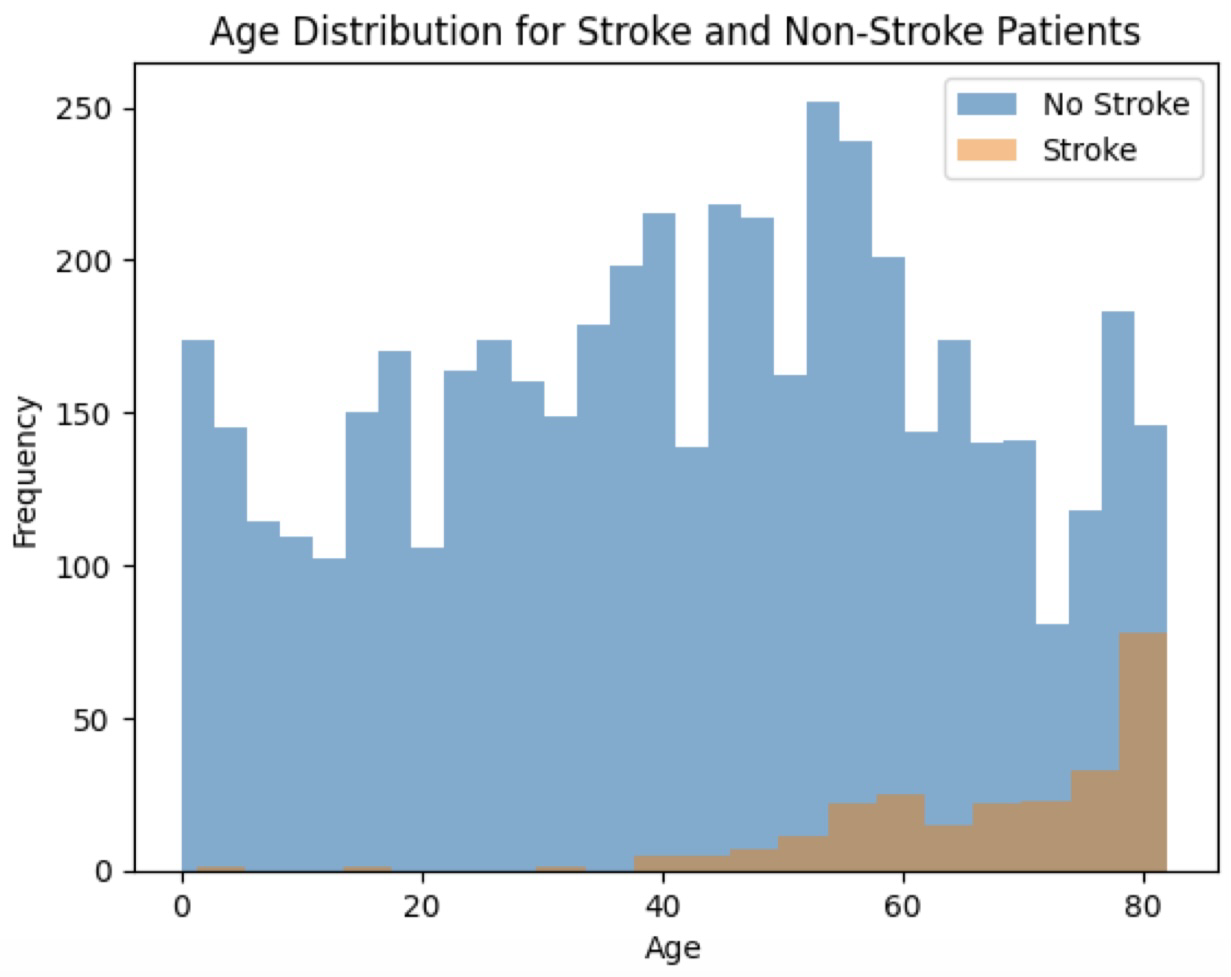 Age Distribution for Stroke and Non-Stroke Patients
No Stroke
Stroke
250
200
150
100
50
0
Frequency
0 20 40 60 80
Age